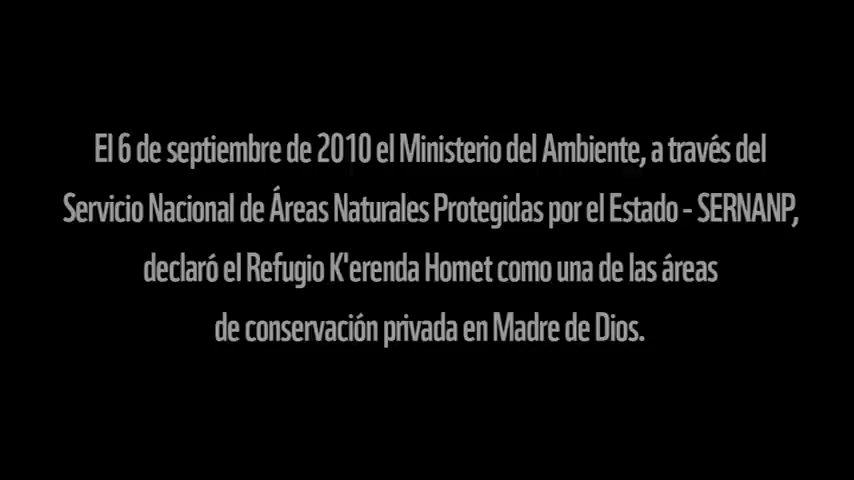 El 6 de septiembre de 2010 el Ministerio del Ambiente, a través del
Servicio Nacional de Áreas Naturales Protegidas por el Estado - SERNANP,
declaró el Refugio K'erenda Homet como una de las áreas
de conservación privada en Madre de Dios.